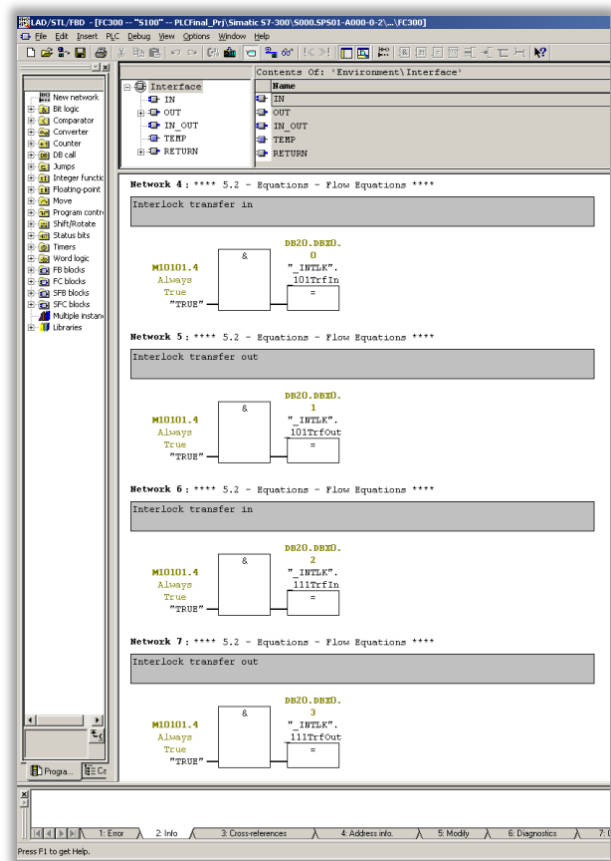 LAD/STL/FBD - [FC300 -- "S100" -- PLCFinal_Prj\Simatic S7-300\S000.SPS01-A000-0-2\...\FC300]
File Edit Insert PLC Debug View Options Window Help
Contents Of: 'Environment\Interface'
Interface
IN
OUT
IN_OUT
TEMP
RETURN
Name
IN
OUT
IN_OUT
TEMP
RETURN
New network
Bit logic
Comparator
Converter
Counter
DB call
Jumps
Integer functic
Floating-point
Move
Program contr
Shift/Rotate
Status bits
Timers
Word logic
FB blocks
FC blocks
SFB blocks
SFC blocks
Multiple instan
Libraries
Network 4: **** 5.2 - Equations - Flow Equations ****
Interlock transfer in
DB20.DBX0.
0
"_INTLK".
_101TrfIn
&
=
M10101.4
Always
True
"TRUE"
Network 5: **** 5.2 - Equations - Flow Equations ****
Interlock transfer out
DB20.DBX0.
1
"_INTLK".
_101TrfOut
&
=
M10101.4
Always
True
"TRUE"
Network 6: **** 5.2 - Equations - Flow Equations ****
Interlock transfer in
DB20.DBX0.
2
"_INTLK".
_111TrfIn
&
=
M10101.4
Always
True
"TRUE"
Network 7: **** 5.2 - Equations - Flow Equations ****
Interlock transfer out
DB20.DBX0.
3
"_INTLK".
_111TrfOut
&
=
M10101.4
Always
True
"TRUE"
Progra...
1: Error 2: Info 3: Cross-references 4: Address info. 5: Modify 6: Diagnostics 7:
Press F1 to get Help.